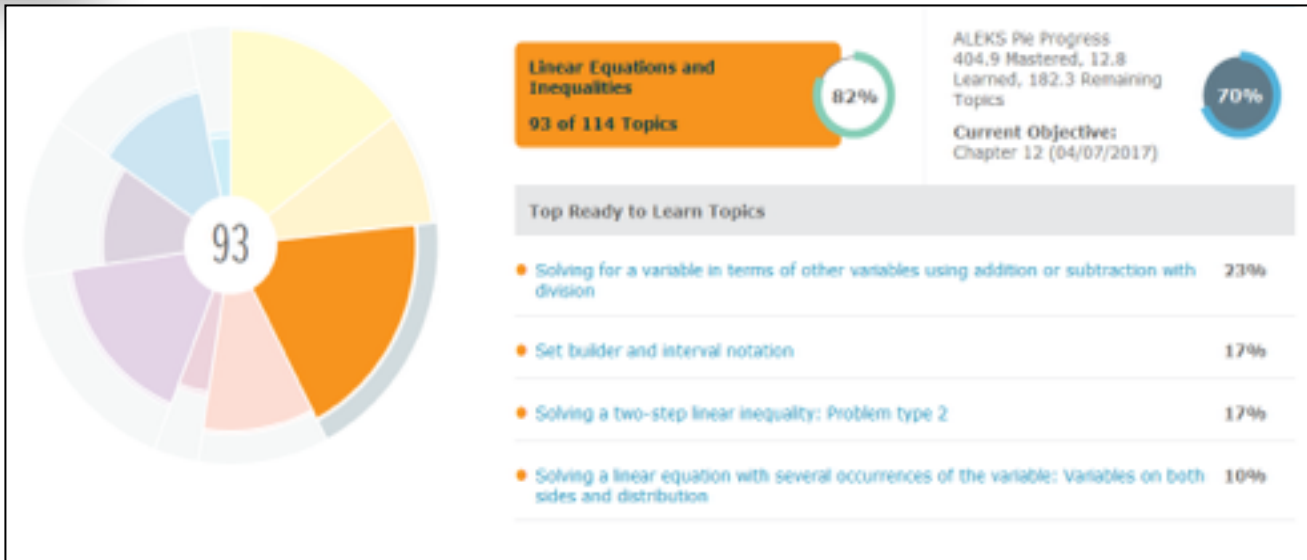 93
Linear Equations and
Inequalities
93 of 114 Topics
82%
ALEKS Pie Progress
404.9 Mastered, 12.8
Learned, 182.3 Remaining
Topics
Current Objective:
Chapter 12 (04/07/2017)
70%
Top Ready to Learn Topics
Solving for a variable in terms of other variables using addition or subtraction with
division
23%
Set builder and interval notation
17%
Solving a two-step linear inequality: Problem type 2
17%
Solving a linear equation with several occurrences of the variable: Variables on both
sides and distribution
10%